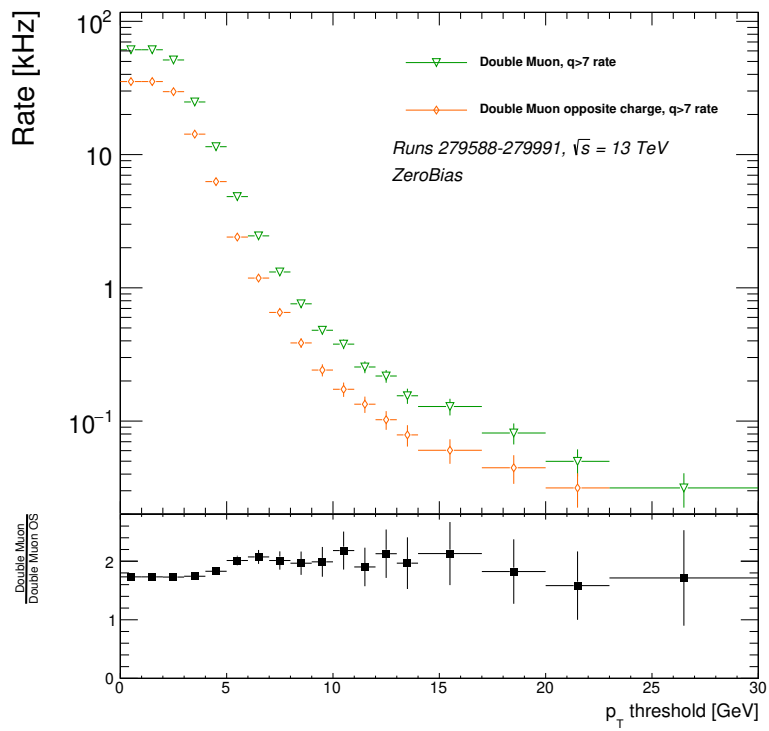 Rate [kHz]
10²
10
1
10⁻¹
Double Muon, q>7 rate
Double Muon opposite charge, q>7 rate
Runs 279588-279991, √s = 13 TeV
ZeroBias
Double Muon
Double Muon OS
2
1
0
0 5 10 15 20 25 30
p_T threshold [GeV]